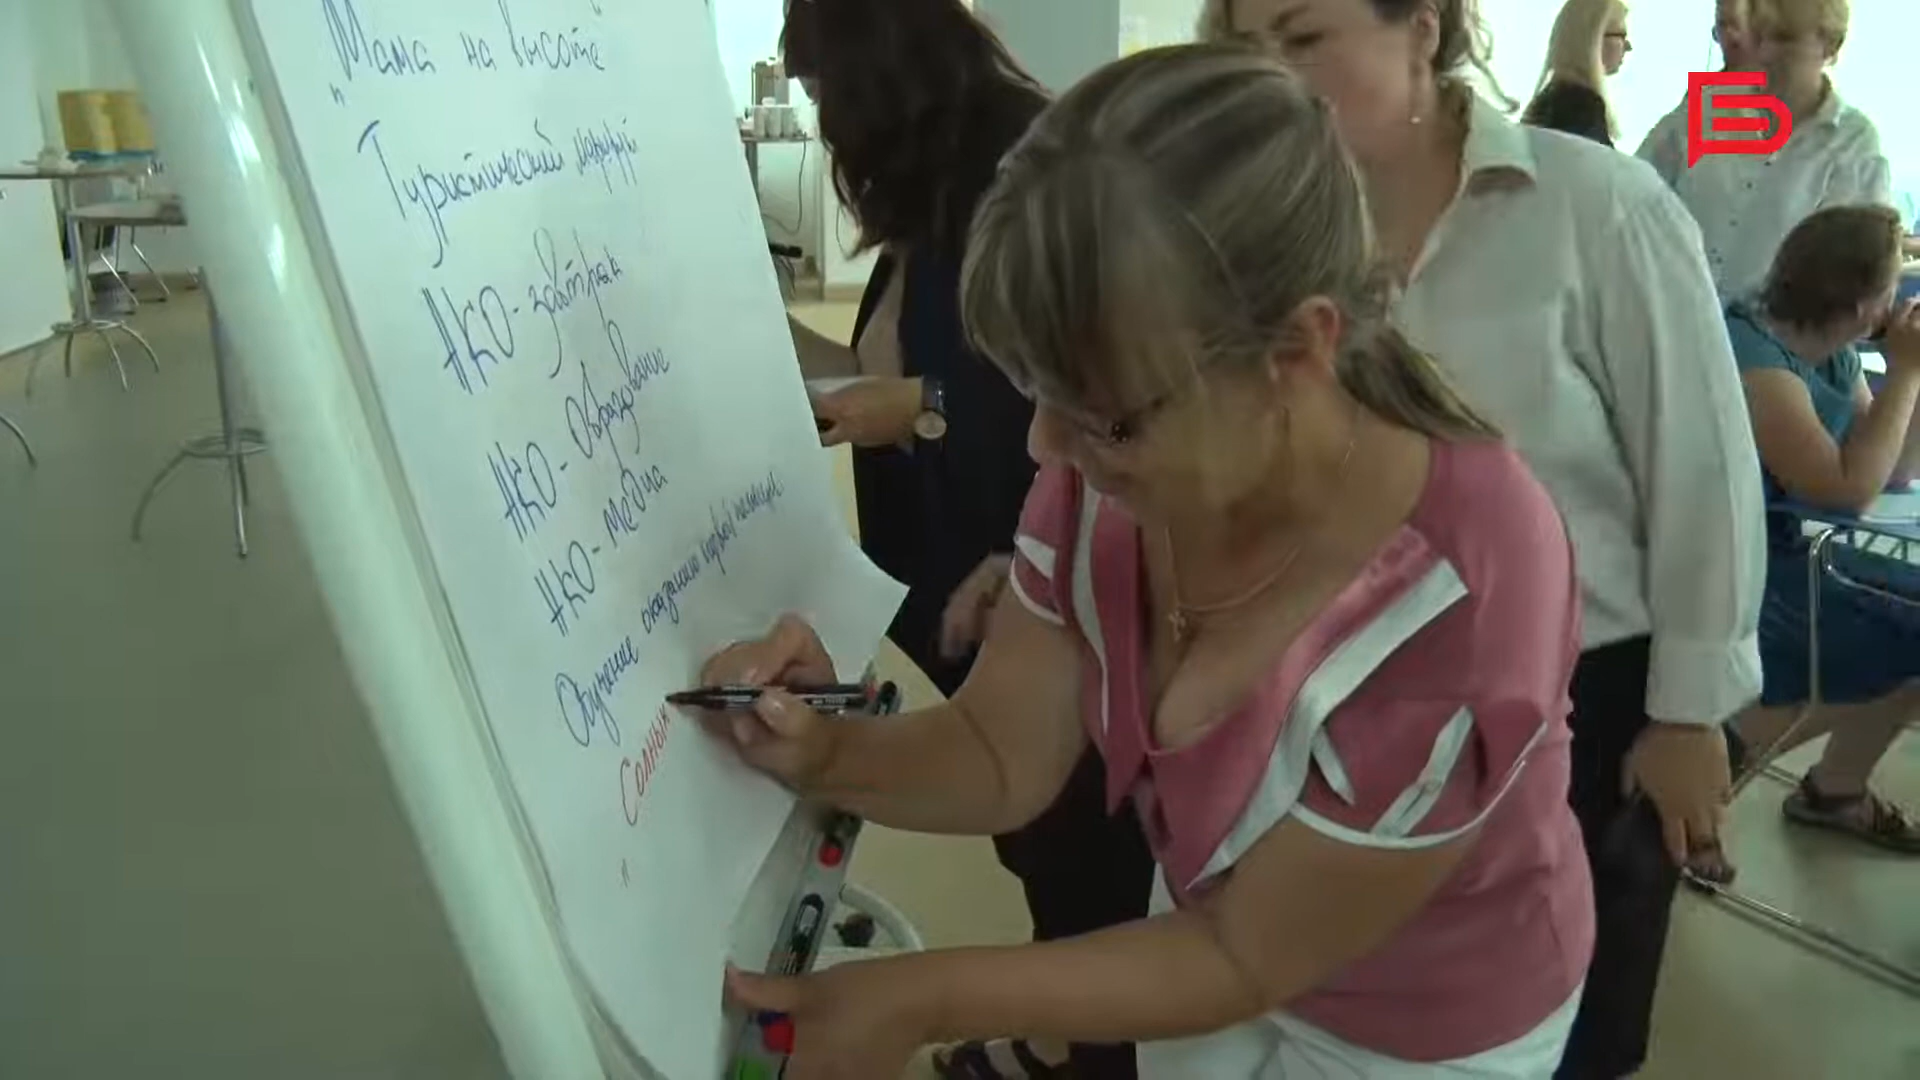 "Мама на высоте
Туристический маршрут
НКО - завтрак
НКО - Образование
НКО - медиа
Обучение оказанию первой помощи
Солнык
Б